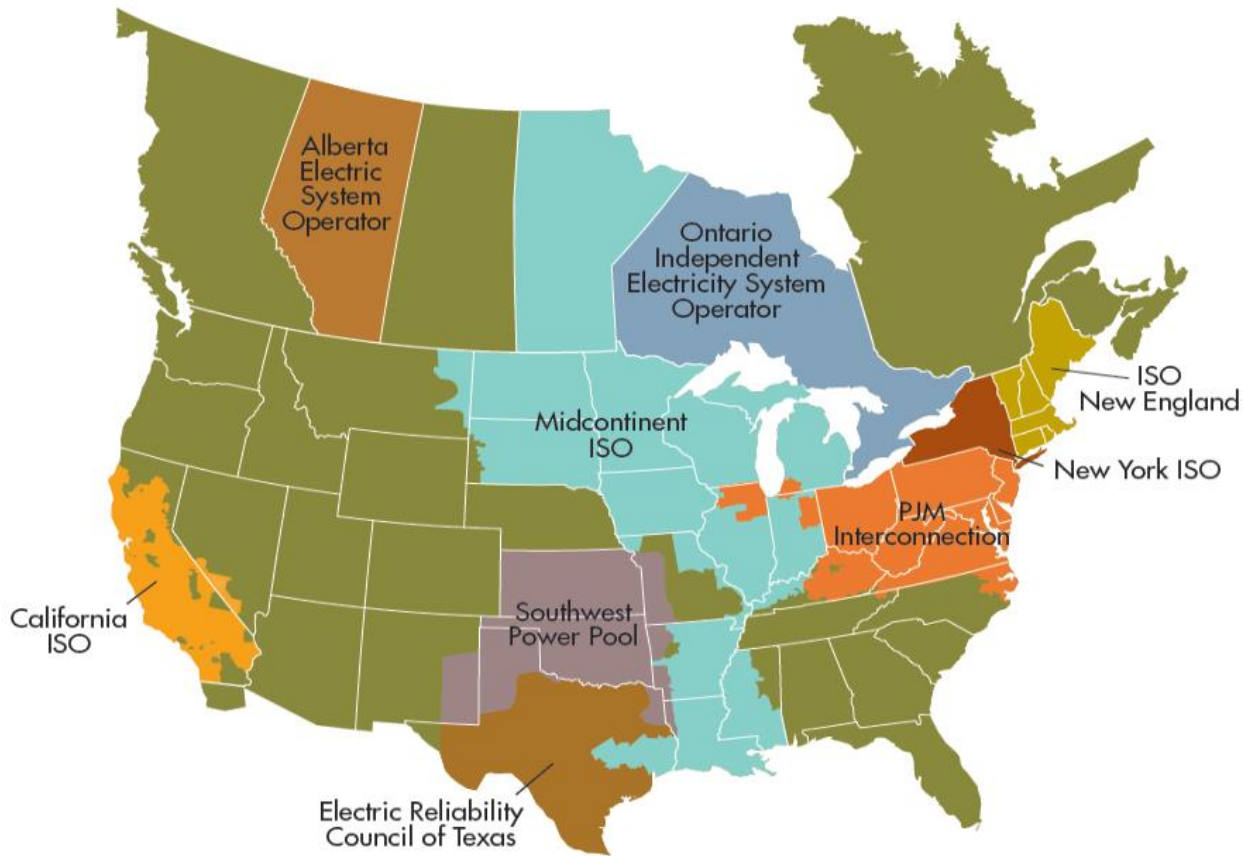 Alberta
Electric
System
Operator
Ontario
Independent
Electricity System
Operator
Midcontinent
ISO
ISO
New England
New York ISO
PJM
Interconnection
California
ISO
Southwest
Power Pool
Electric Reliability
Council of Texas